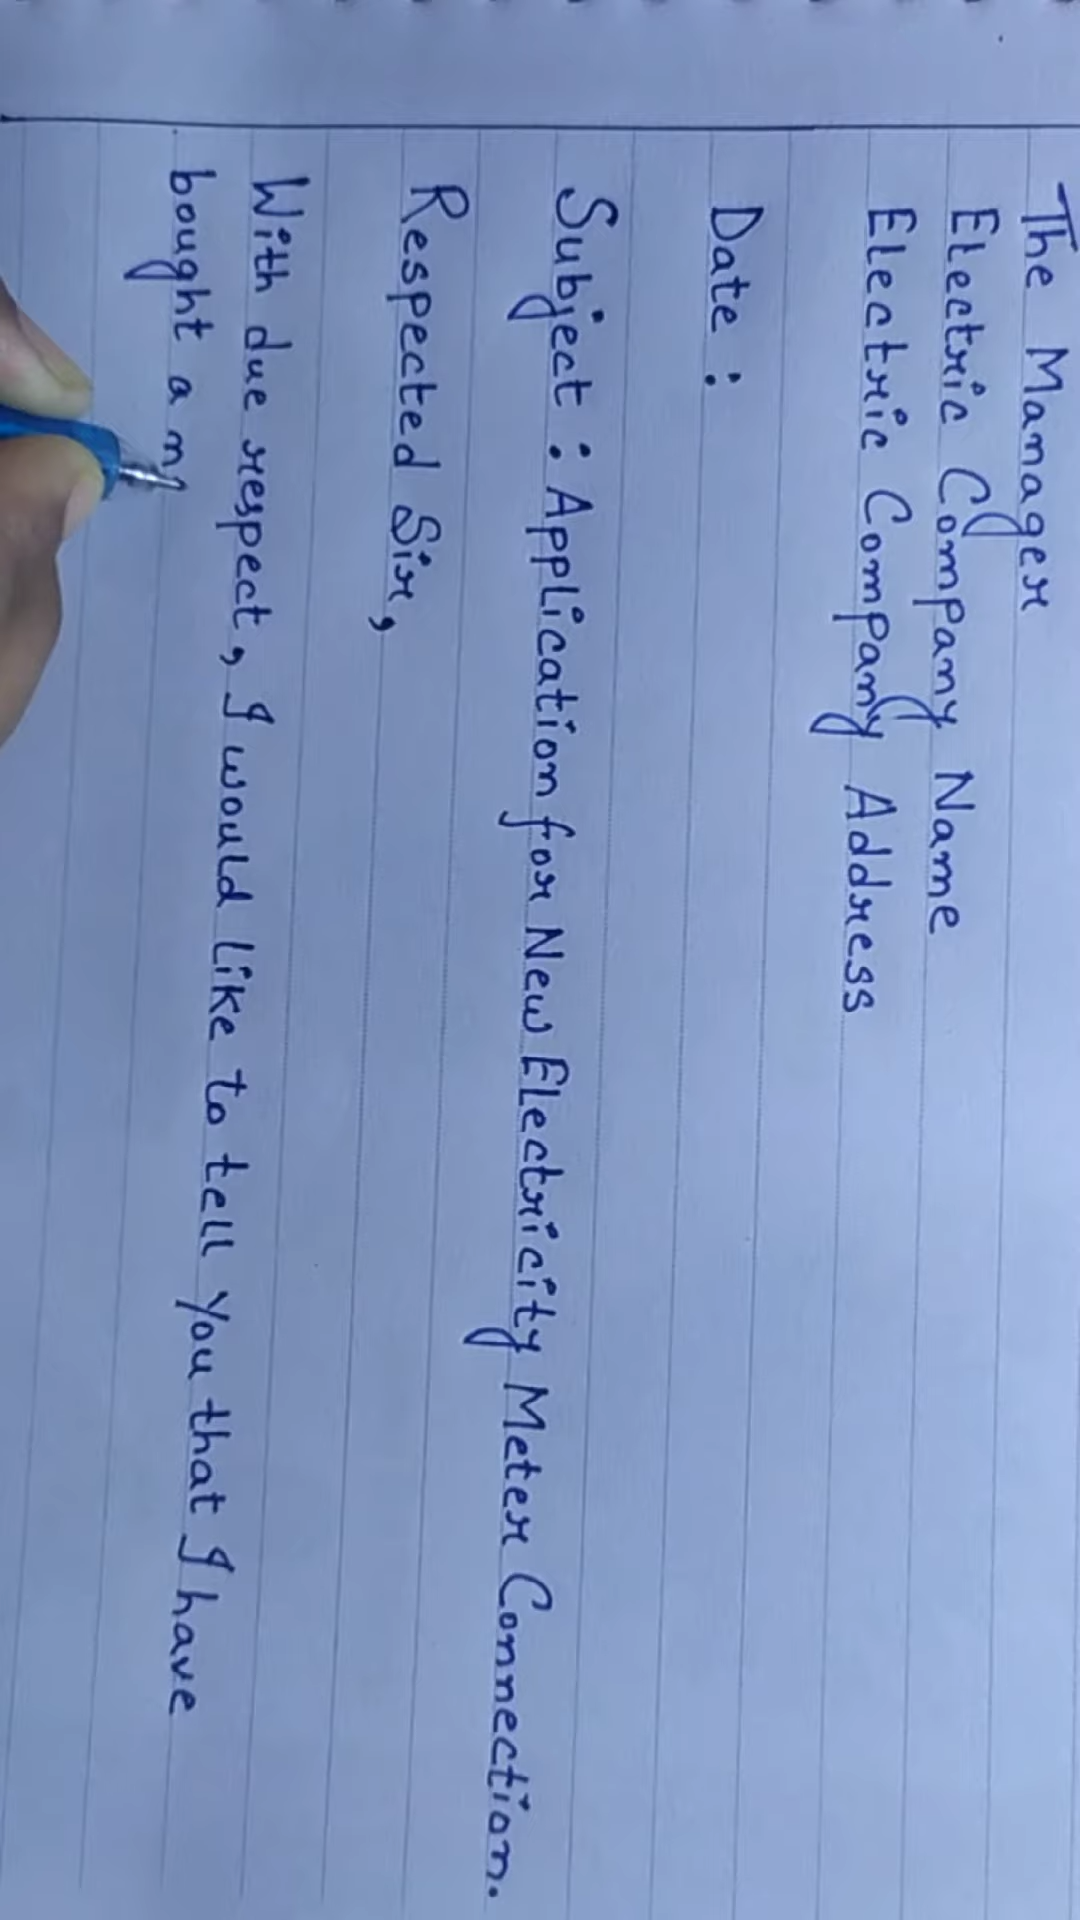 The Manager
Electric Company Name
Electric Company Address
Date :
Subject : Application for New Electricity Meter Connection.
Respected Sir,
With due respect, I would like to tell you that I have
bought a n